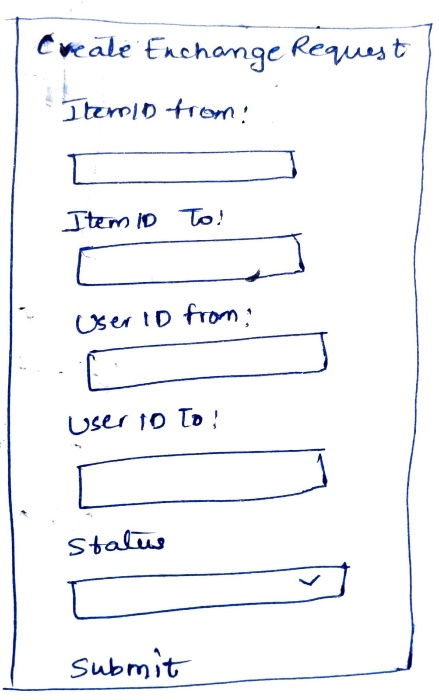 Create Exchange Request
ItemID from:
Item ID To:
User ID from:
User ID To:
Status
Submit